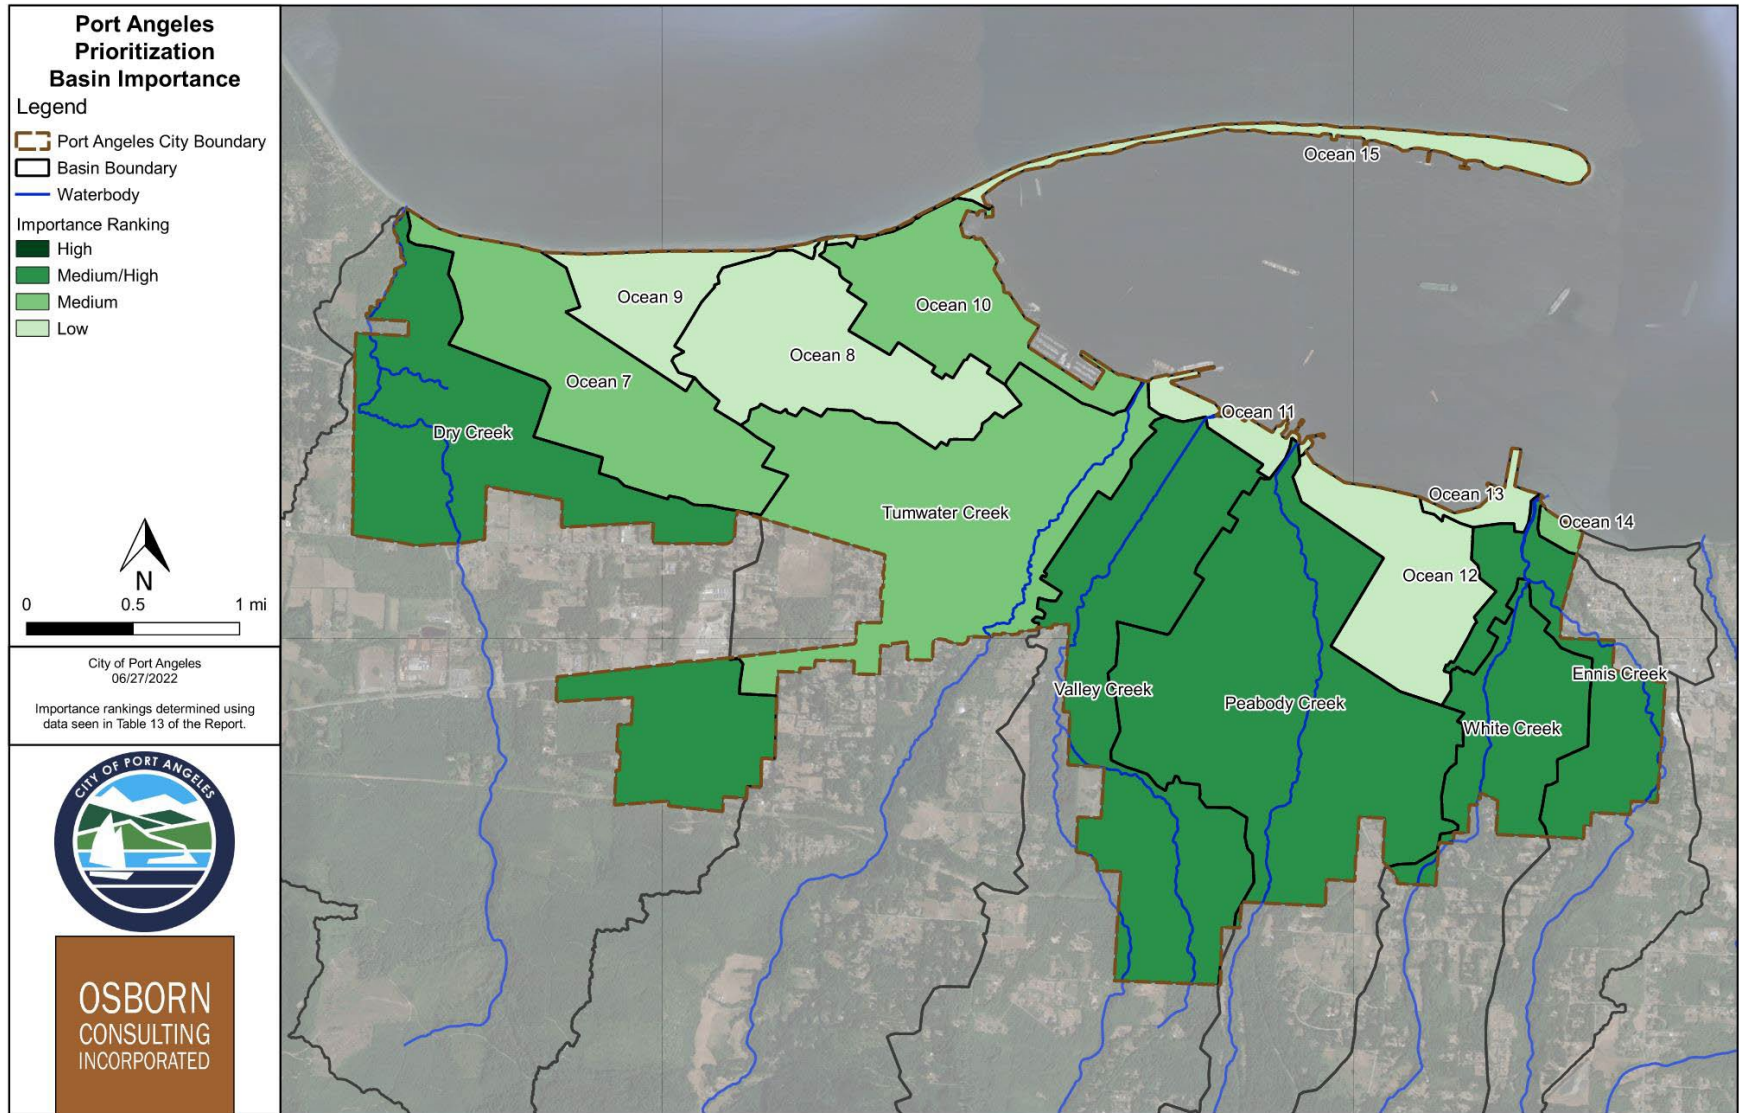 Port Angeles
Prioritization
Basin Importance
Legend
Port Angeles City Boundary
Basin Boundary
Waterbody
Importance Ranking
High
Medium/High
Medium
Low
N
0 0.5 1 mi
City of Port Angeles
06/27/2022
Importance rankings determined using
data seen in Table 13 of the Report.
CITY OF PORT ANGELES
OSBORN
CONSULTING
INCORPORATED
Ocean 15
Ocean 9
Ocean 10
Ocean 8
Ocean 7
Ocean 11
Dry Creek
Ocean 13
Tumwater Creek
Ocean 14
Ocean 12
Ennis Creek
Valley Creek
Peabody Creek
White Creek